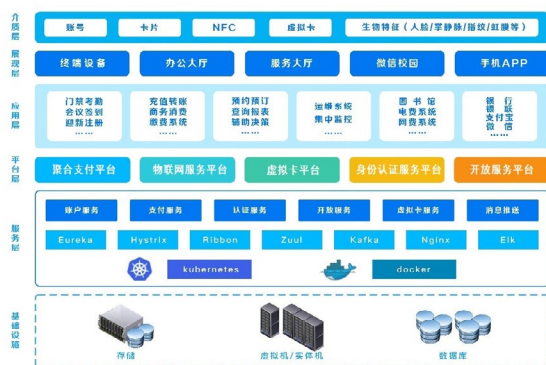 介质层
账号 卡片 NFC 虚拟卡 生物特征（人脸/掌静脉/指纹/虹膜等）
展现层
终端设备 办公大厅 服务大厅 微信校园 手机APP
应用层
门禁考勤 充值转账 预约预订 运维系统 图书馆 银行
会议签到 商务消费 查询报表 集中监控 电费系统 银联
迎新注册 缴费系统 辅助决策 …… 网费系统 支付宝
…… …… …… …… 微信
……
平台层
聚合支付平台 物联网服务平台 虚拟卡平台 身份认证服务平台 开放服务平台
服务层
账户服务 支付服务 认证服务 开放服务 虚拟卡服务 消息推送
Eureka Hystrix Ribbon Zuul Kafka Nginx Elk
kubernetes docker
基础设施
存储 虚拟机/实体机 数据库